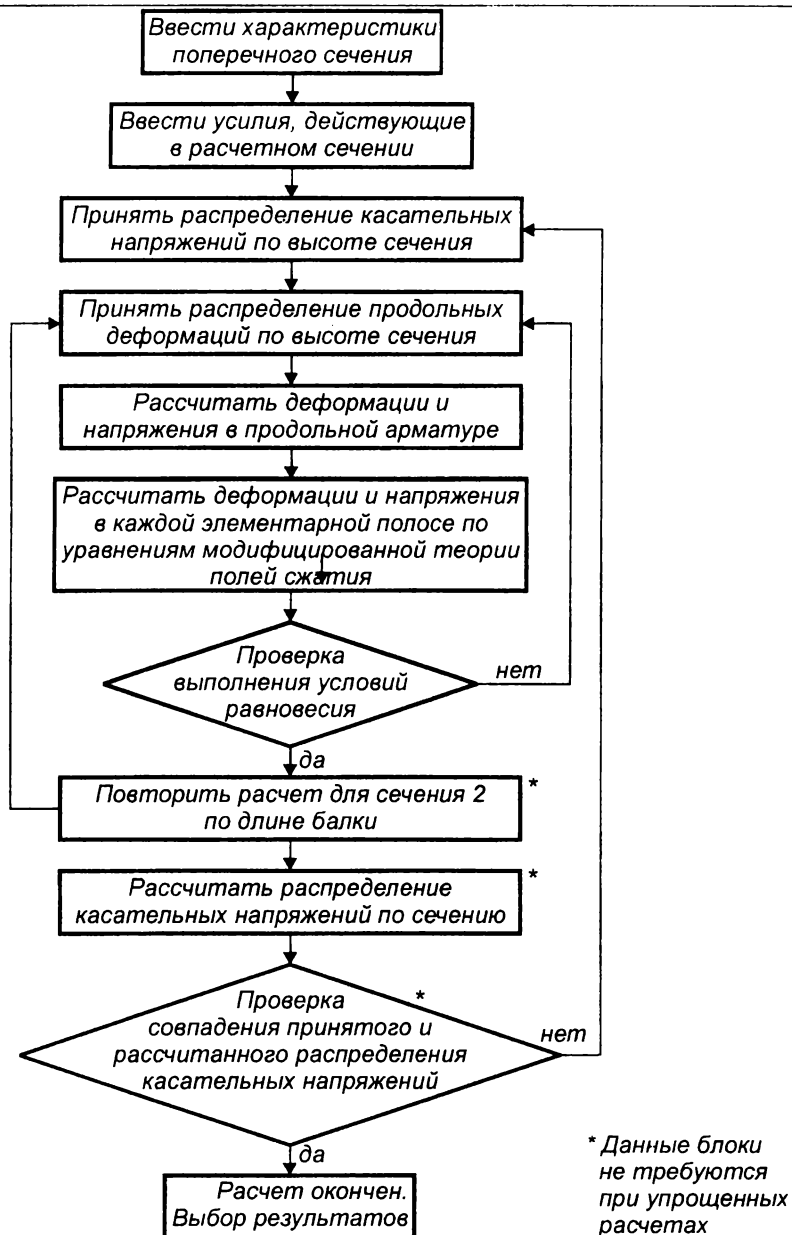 Ввести характеристики
поперечного сечения
Ввести усилия, действующие
в расчетном сечении
Принять распределение касательных
напряжений по высоте сечения
Принять распределение продольных
деформаций по высоте сечения
Рассчитать деформации и
напряжения в продольной арматуре
Рассчитать деформации и напряжения
в каждой элементарной полосе по
уравнениям модифицированной теории
полей сжатия
Проверка
выполнения условий
равновесия
нет
да
Повторить расчет для сечения 2
по длине балки
*
Рассчитать распределение
касательных напряжений по сечению
*
Проверка *
совпадения принятого и
рассчитанного распределения
касательных напряжений
нет
да
Расчет окончен.
Выбор результатов
* Данные блоки
не требуются
при упрощенных
расчетах